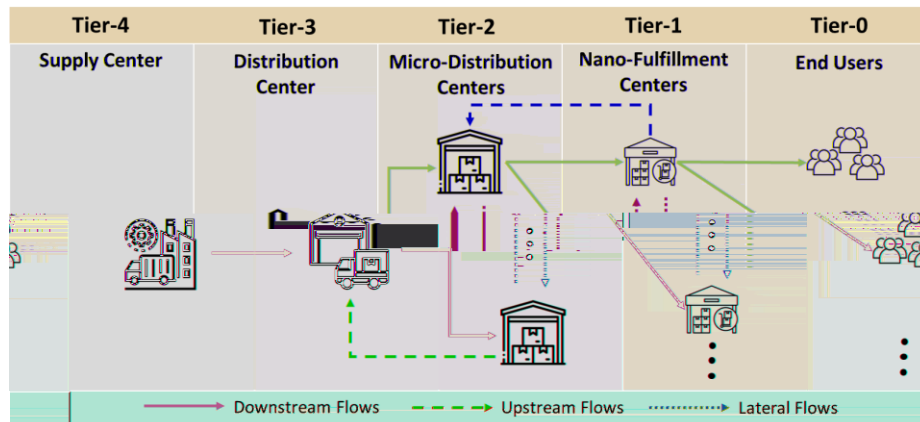 Tier-4 Tier-3 Tier-2 Tier-1 Tier-0
Supply Center Distribution Center Micro-Distribution Centers Nano-Fulfillment Centers End Users
Downstream Flows Upstream Flows Lateral Flows